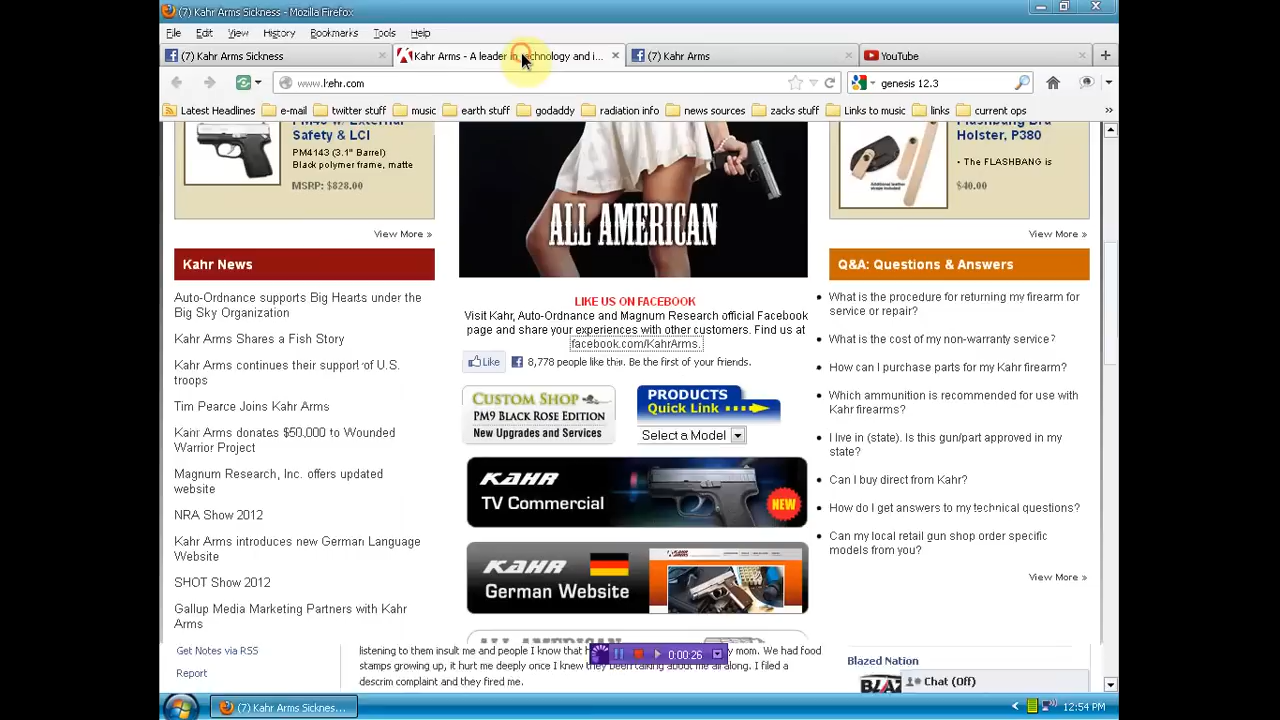 (7) Kahr Arms Sickness - Mozilla Firefox
File Edit View History Bookmarks Tools Help
(7) Kahr Arms Sickness
Kahr Arms - A leader in technology and i...
(7) Kahr Arms
YouTube
genesis 12.3
Latest Headlines e-mail twitter stuff music earth stuff godaddy radiation info news sources zacks stuff Links to music links current ops
Safety & LCI
PM4143 (3.1" Barrel)
Black polymer frame, matte
MSRP: $828.00
View More »
Kahr News
Auto-Ordnance supports Big Hearts under the
Big Sky Organization
Kahr Arms Shares a Fish Story
Kahr Arms continues their support of U.S.
troops
Tim Pearce Joins Kahr Arms
Kahr Arms donates $50,000 to Wounded
Warrior Project
Magnum Research, Inc. offers updated
website
NRA Show 2012
Kahr Arms introduces new German Language
Website
SHOT Show 2012
Gallup Media Marketing Partners with Kahr
Arms
ALL AMERICAN
LIKE US ON FACEBOOK
Visit Kahr, Auto-Ordnance and Magnum Research official Facebook
page and share your experiences with other customers. Find us at
facebook.com/KahrArms.
Like 8,778 people like this. Be the first of your friends.
CUSTOM SHOP
PM9 BLACK ROSE EDITION
New Upgrades and Services
PRODUCTS
Quick Link
Select a Model
KAHR
TV Commercial
NEW
KAHR
German Website
Holster, P380
• The FLASHBANG is
Additional leather
straps included
$40.00
View More »
Q&A: Questions & Answers
What is the procedure for returning my firearm for
service or repair?
What is the cost of my non-warranty service?
How can I purchase parts for my Kahr firearm?
Which ammunition is recommended for use with
Kahr firearms?
I live in (state). Is this gun/part approved in my
state?
Can I buy direct from Kahr?
How do I get answers to my technical questions?
Can my local retail gun shop order specific
models from you?
View More »
Get Notes via RSS
Report
listening to them insult me and people I know that my mom. We had food
stamps growing up, it hurt me deeply once I knew they been talking about me all along. I filed a
descrim complaint and they fired me.
0:00:26
Blazed Nation
Chat (Off)
(7) Kahr Arms Sicknes...
12:54 PM